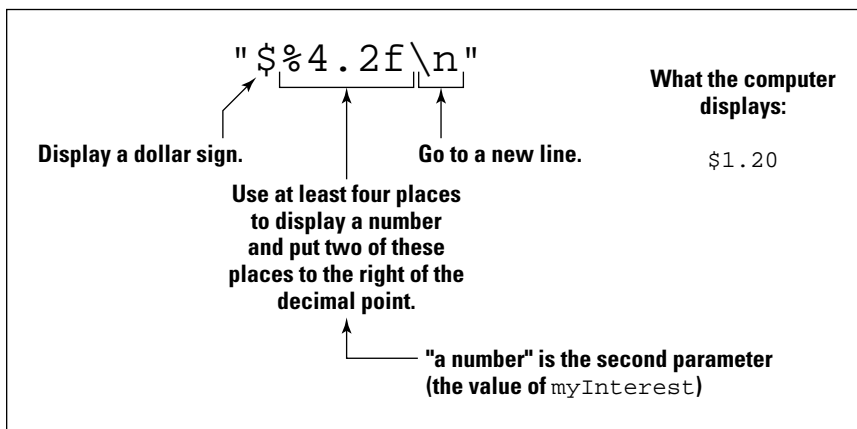 "$%4.2f\n"
Display a dollar sign.
Go to a new line.
Use at least four places
to display a number
and put two of these
places to the right of the
decimal point.
"a number" is the second parameter
(the value of myInterest)
What the computer
displays:
$1.20